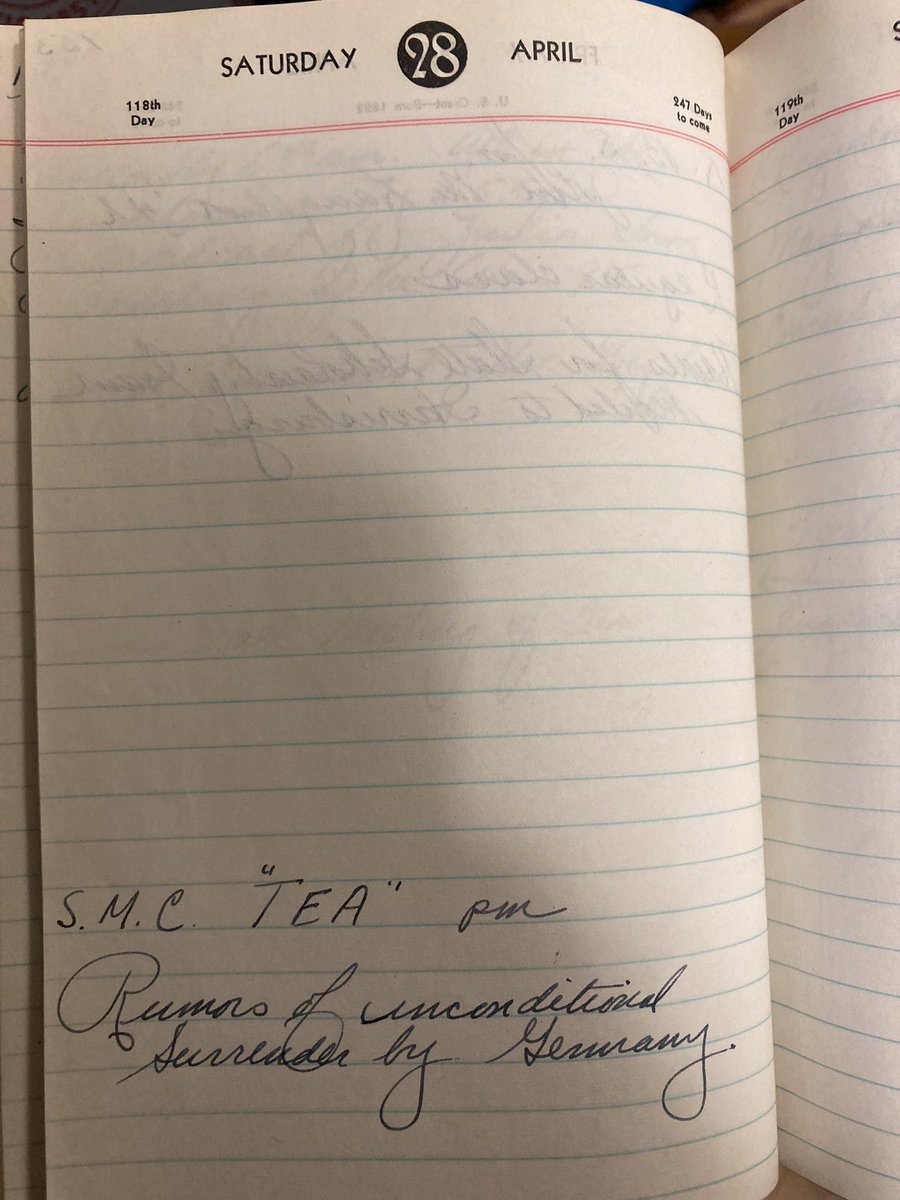 SATURDAY 28 APRIL
118th Day
247 Days to come
119th Day
S.M.C. "TEA" pm
Rumors of unconditional
surrender by Germany.